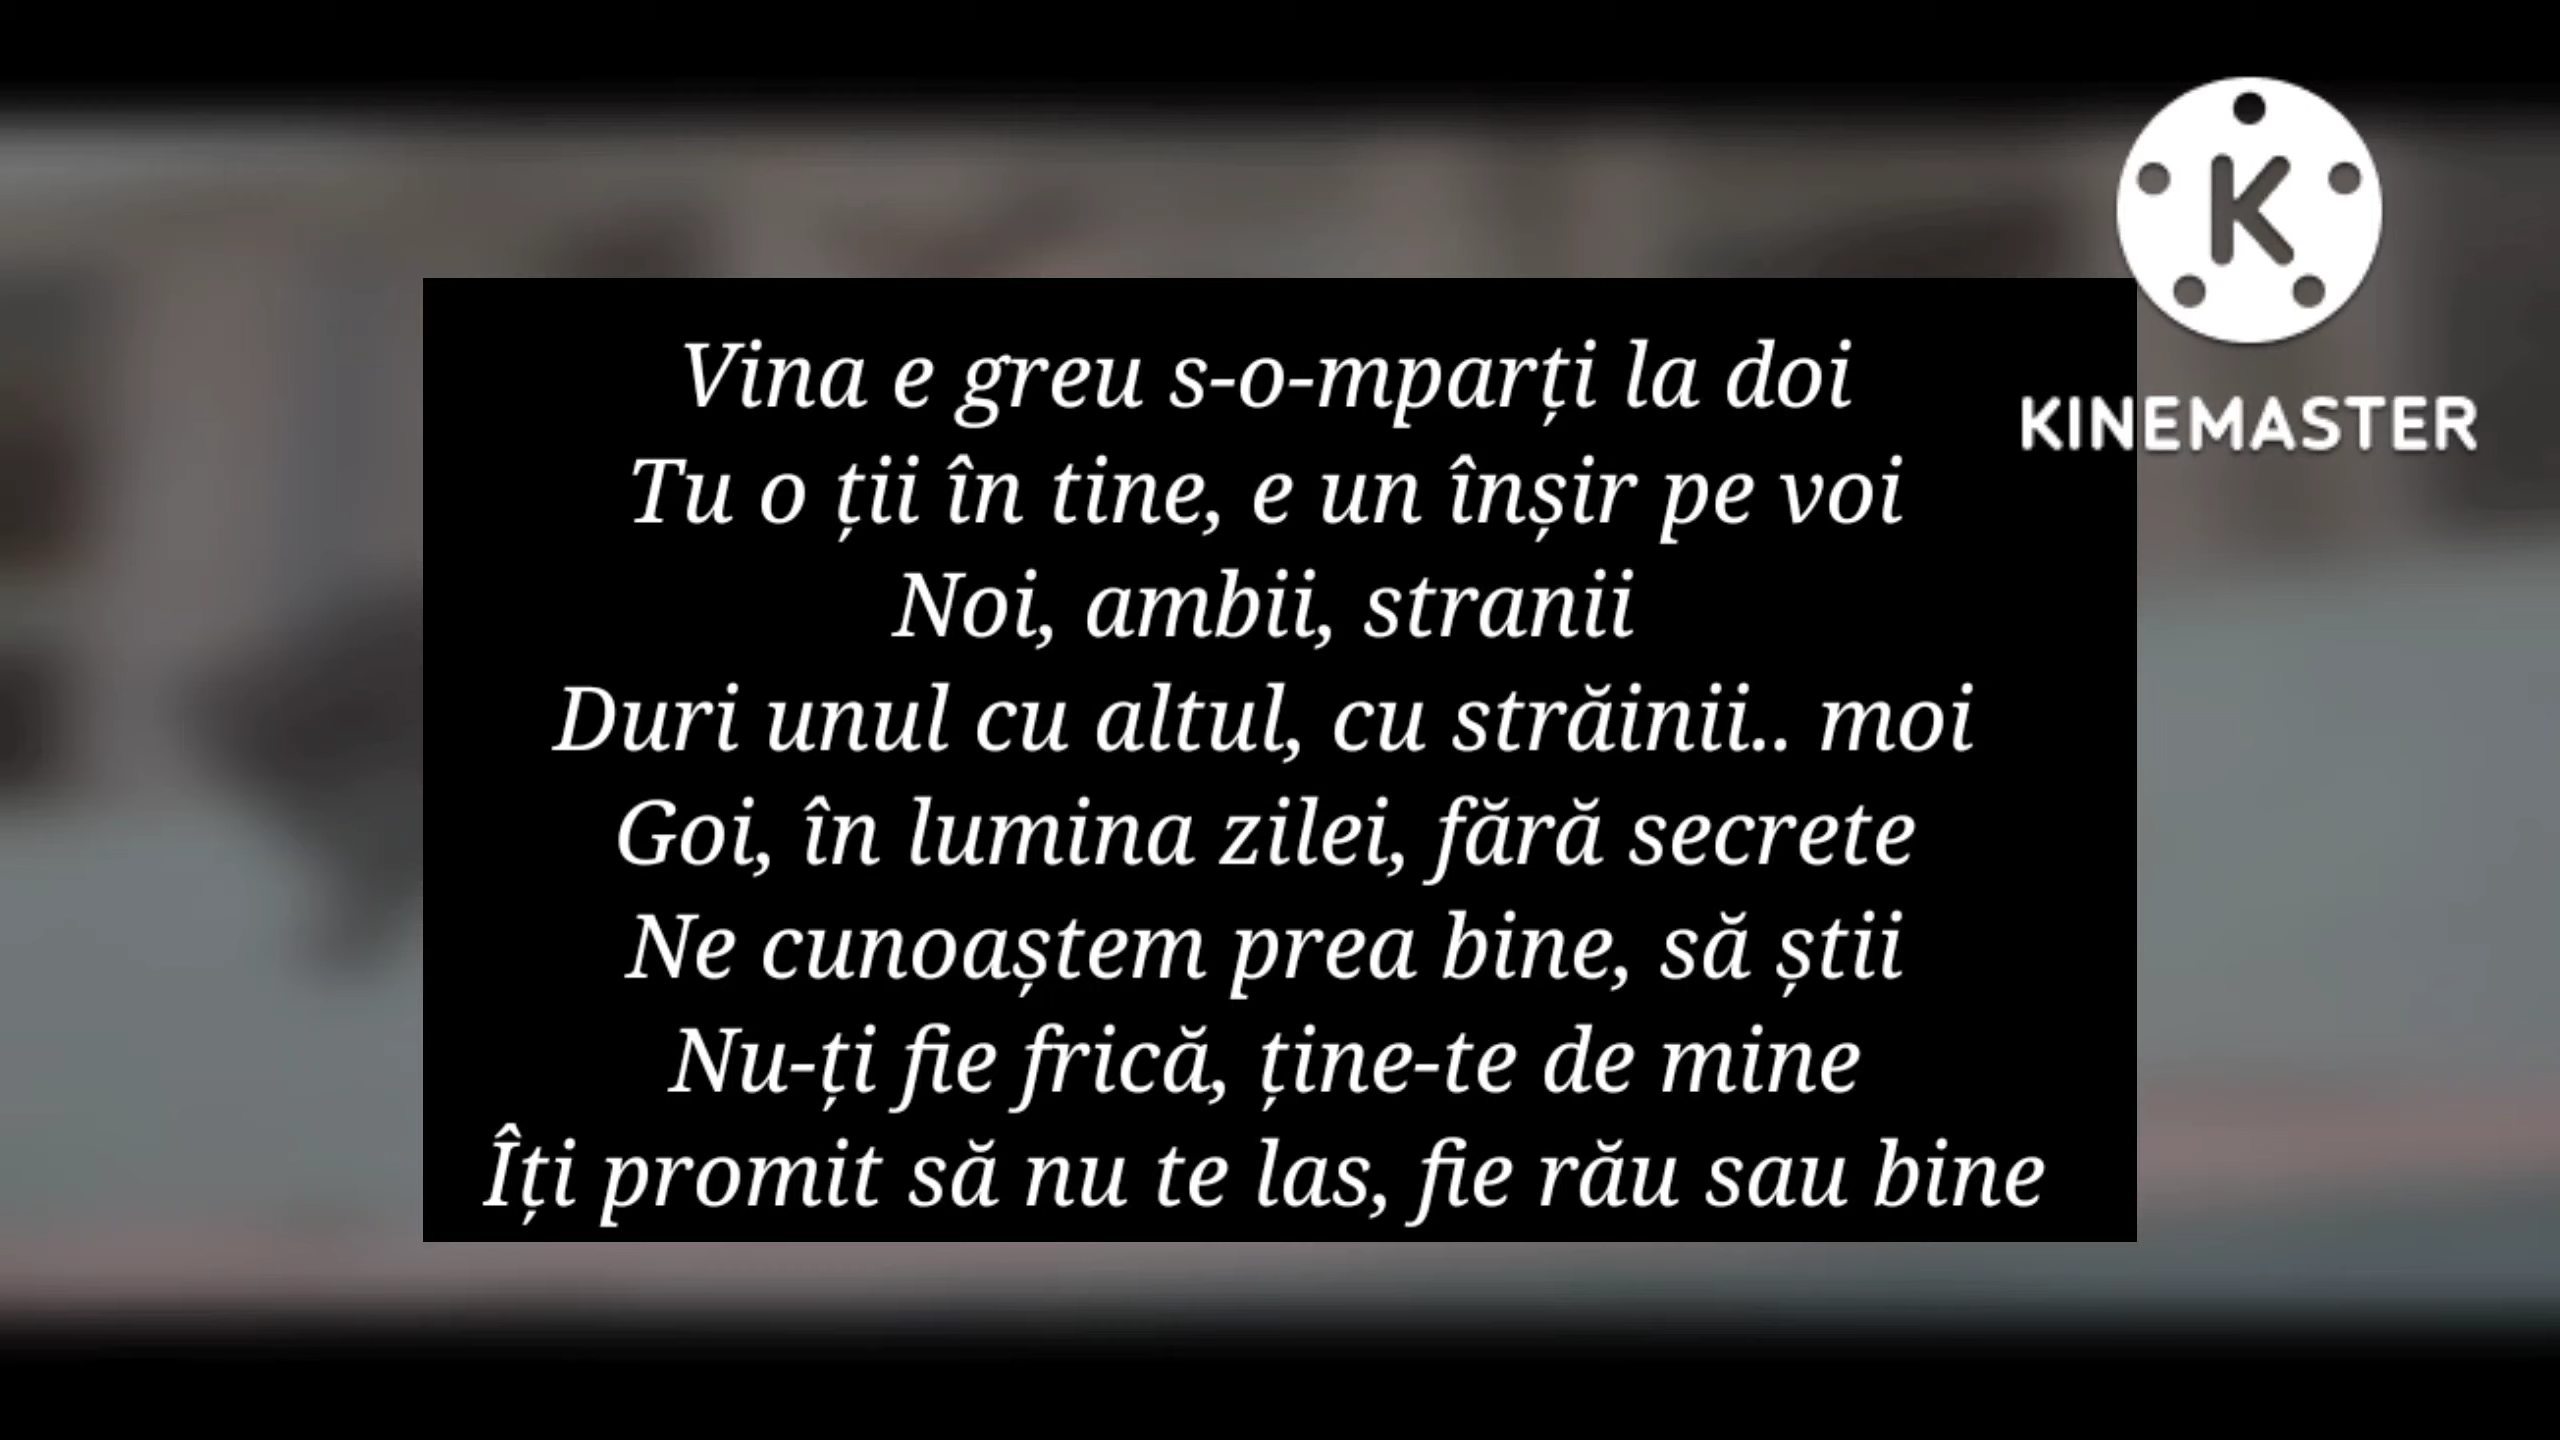 Vina e greu s-o-mparți la doi
Tu o ții în tine, e un înșir pe voi
Noi, ambii, stranii
Duri unul cu altul, cu străinii.. moi
Goi, în lumina zilei, fără secrete
Ne cunoaștem prea bine, să știi
Nu-ți fie frică, ține-te de mine
Îți promit să nu te las, fie rău sau bine
K
KINEMASTER